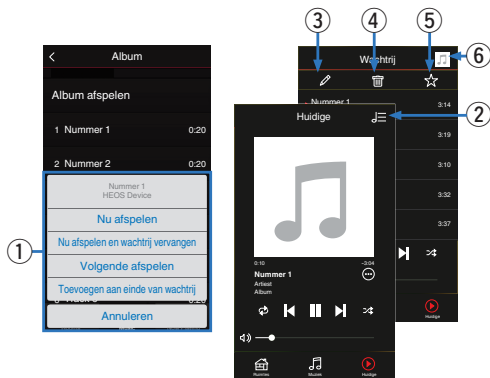 3
4
5
6
2
1
Album
Album afspelen
1 Nummer 1 0:20
2 Nummer 2 0:20
Nummer 1
HEOS Device
Nu afspelen
Nu afspelen en wachtrij vervangen
Volgende afspelen
Toevoegen aan einde van wachtrij
Annuleren
Wachtrij
Nummer 1 3:14
3:19
3:10
3:32
3:37
Huidige
Huidige
0:10 -3:04
Nummer 1
Artiest
Album
Ruimtes Muziek Huidige